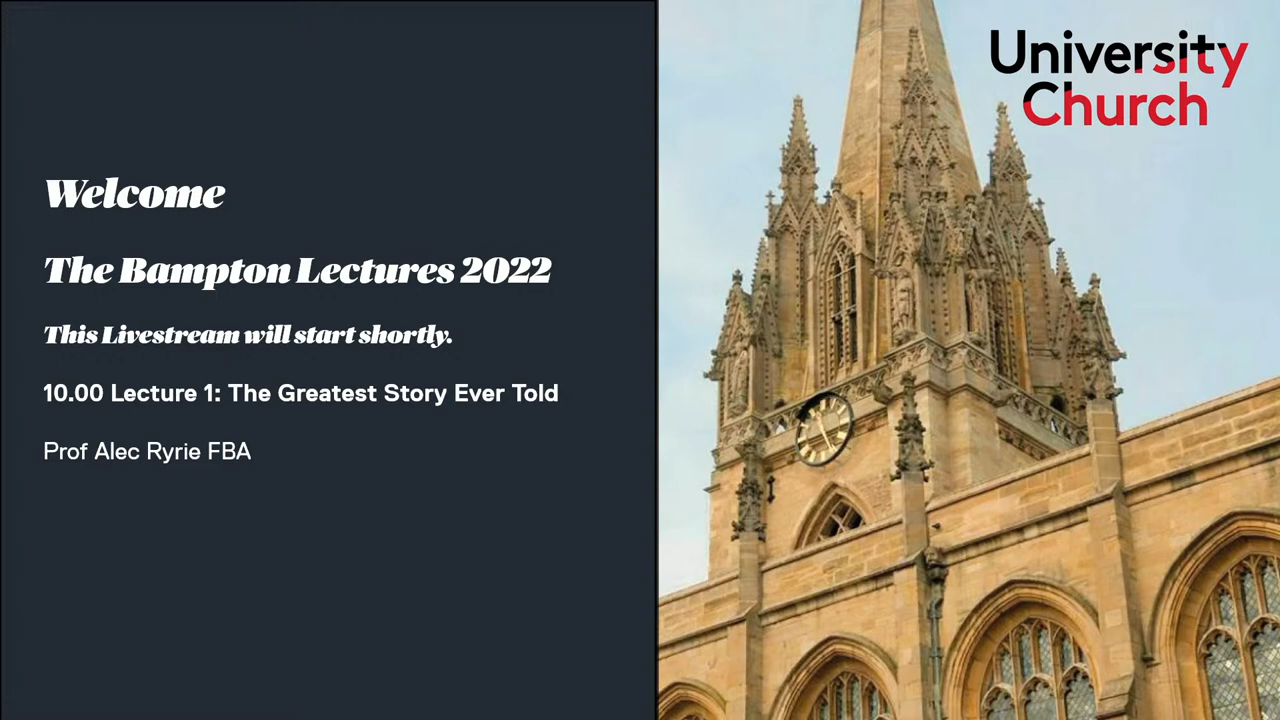 Welcome
The Bampton Lectures 2022
This Livestream will start shortly.
10.00 Lecture 1: The Greatest Story Ever Told
Prof Alec Ryrie FBA
University
Church